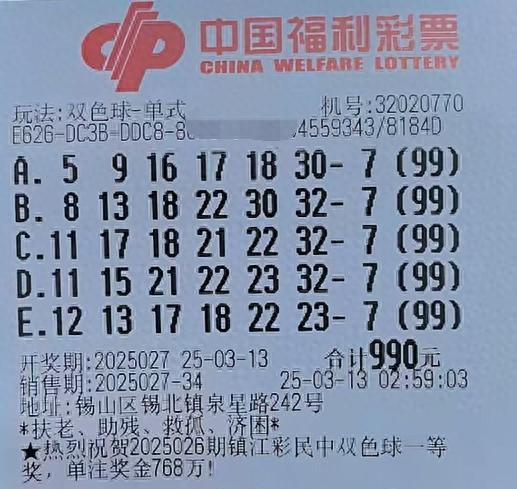 中国福利彩票
CHINA WELFARE LOTTERY
玩法:双色球-单式 机号:32020770
E626-DC3B-DDC8-8 4559343/8184D
A. 5 9 16 17 18 30- 7 (99)
B. 8 13 18 22 30 32- 7 (99)
C.11 17 18 21 22 32- 7 (99)
D.11 15 21 22 23 32- 7 (99)
E.12 13 17 18 22 23- 7 (99)
开奖期:2025027 25-03-13 合计990元
销售期:2025027-34 25-03-13 02:59:03
地址:锡山区锡北镇泉星路242号
*扶老、助残、救孤、济困*
★热烈祝贺2025026期镇江彩民中双色球一等
奖，单注奖金768万!